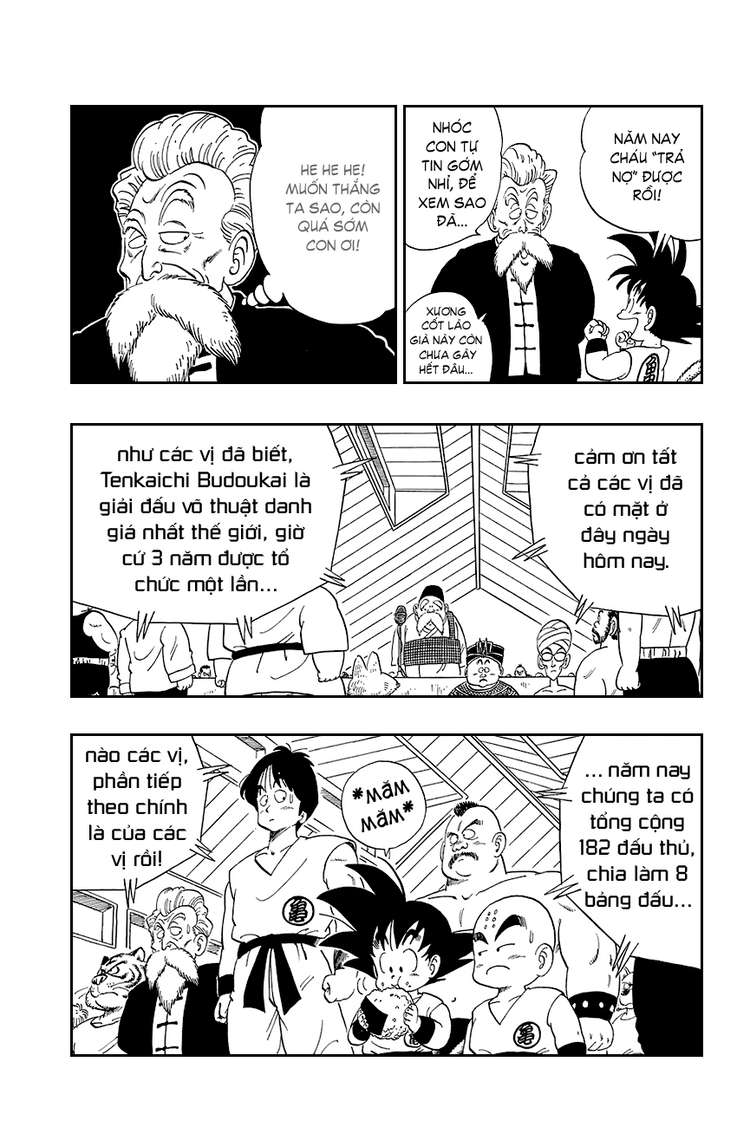 NĂM NAY
CHÁU "TRẢ
NỢ" ĐƯỢC
RỒI!
NHÓC
CON TỰ
TIN GỚM
NHỈ, ĐỂ
XEM SAO
ĐÃ...
XƯƠNG
CỐT LÃO
GIÀ NÀY CÒN
CHƯA GÃY
HẾT ĐÂU...
HE HE HE!
MUỐN THẮNG
TA SAO, CÒN
QUÁ SỚM
CON ƠI!
cảm ơn tất
cả các vị đã
có mặt ở
đây ngày
hôm nay.
như các vị đã biết,
Tenkaichi Budoukai là
giải đấu võ thuật danh
giá nhất thế giới, giờ
cứ 3 năm được tổ
chức một lần...
... năm nay
chúng ta có
tổng cộng
182 đấu thủ,
chia làm 8
bảng đấu...
*MĂM
MĂM*
nào các vị,
phần tiếp
theo chính
là của các
vị rồi!
亀
亀
亀